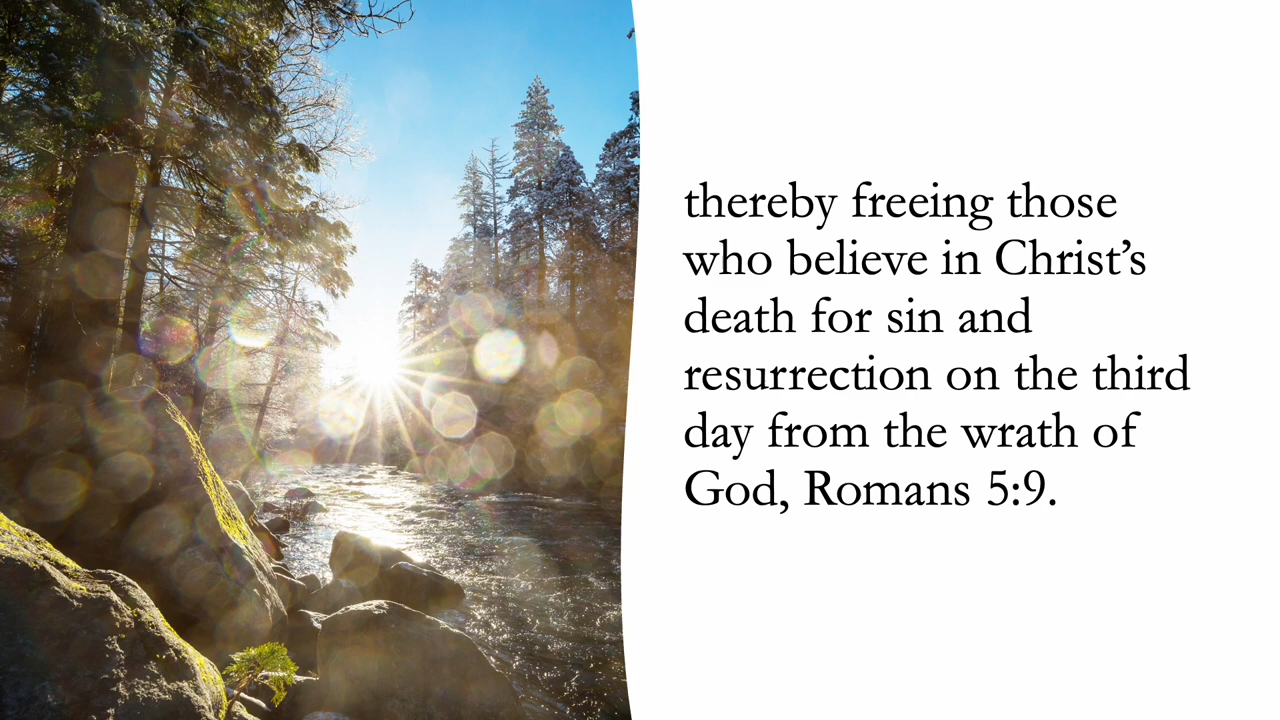 thereby freeing those
who believe in Christ’s
death for sin and
resurrection on the third
day from the wrath of
God, Romans 5:9.